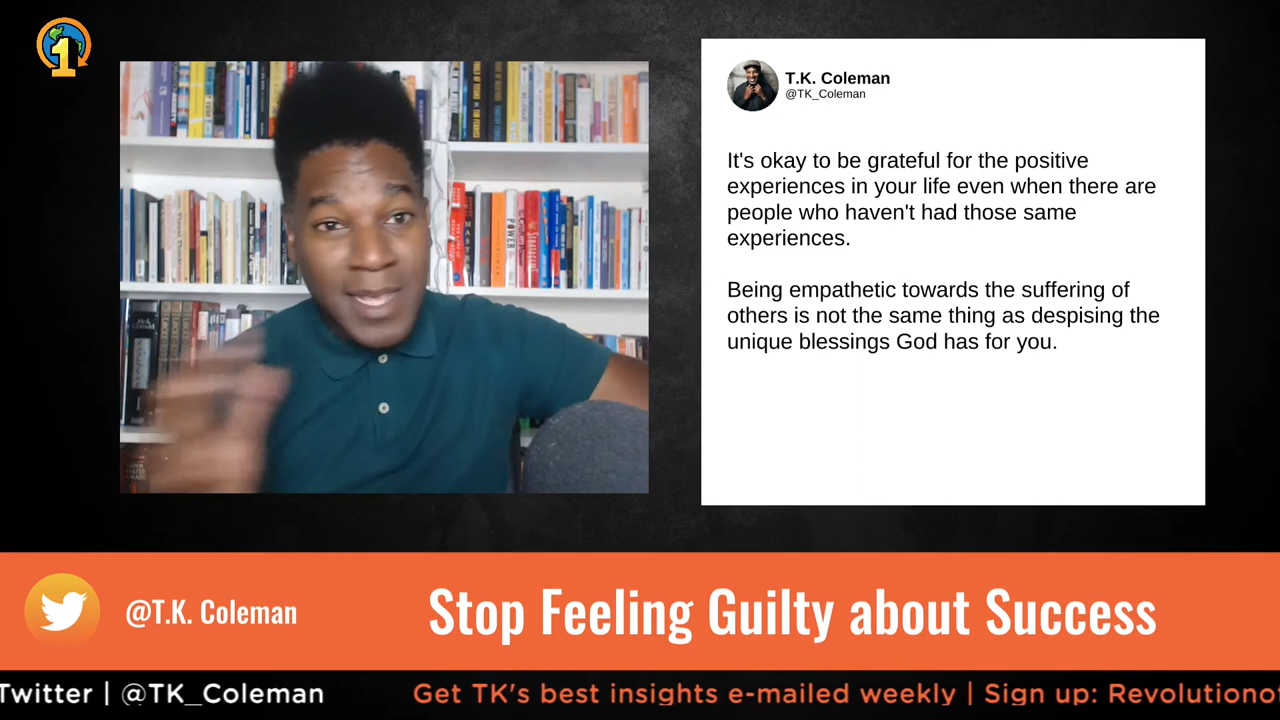 1
T.K. Coleman
@TK_Coleman
It's okay to be grateful for the positive
experiences in your life even when there are
people who haven't had those same
experiences.
Being empathetic towards the suffering of
others is not the same thing as despising the
unique blessings God has for you.
POWER
@T.K. Coleman
Stop Feeling Guilty about Success
Twitter | @TK_Coleman
Get TK's best insights e-mailed weekly | Sign up: Revolutiono